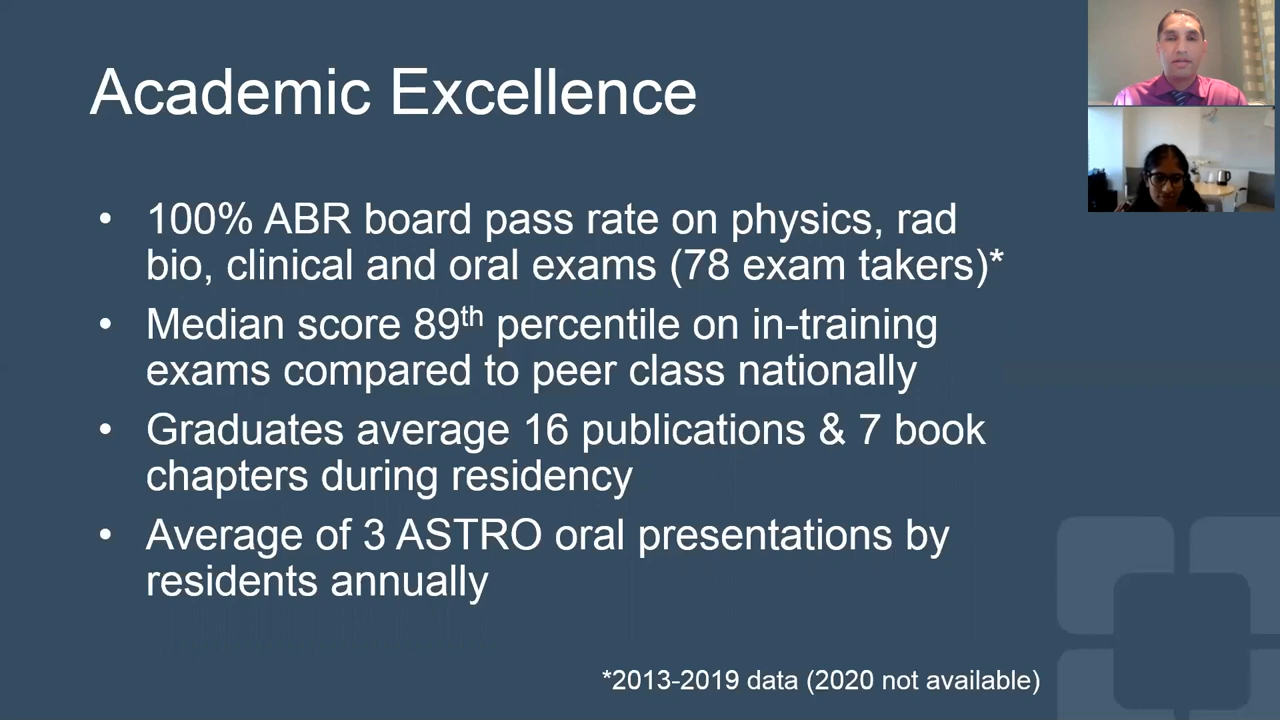 Academic Excellence
• 100% ABR board pass rate on physics, rad
bio, clinical and oral exams (78 exam takers)*
• Median score 89th percentile on in-training
exams compared to peer class nationally
• Graduates average 16 publications & 7 book
chapters during residency
• Average of 3 ASTRO oral presentations by
residents annually
*2013-2019 data (2020 not available)